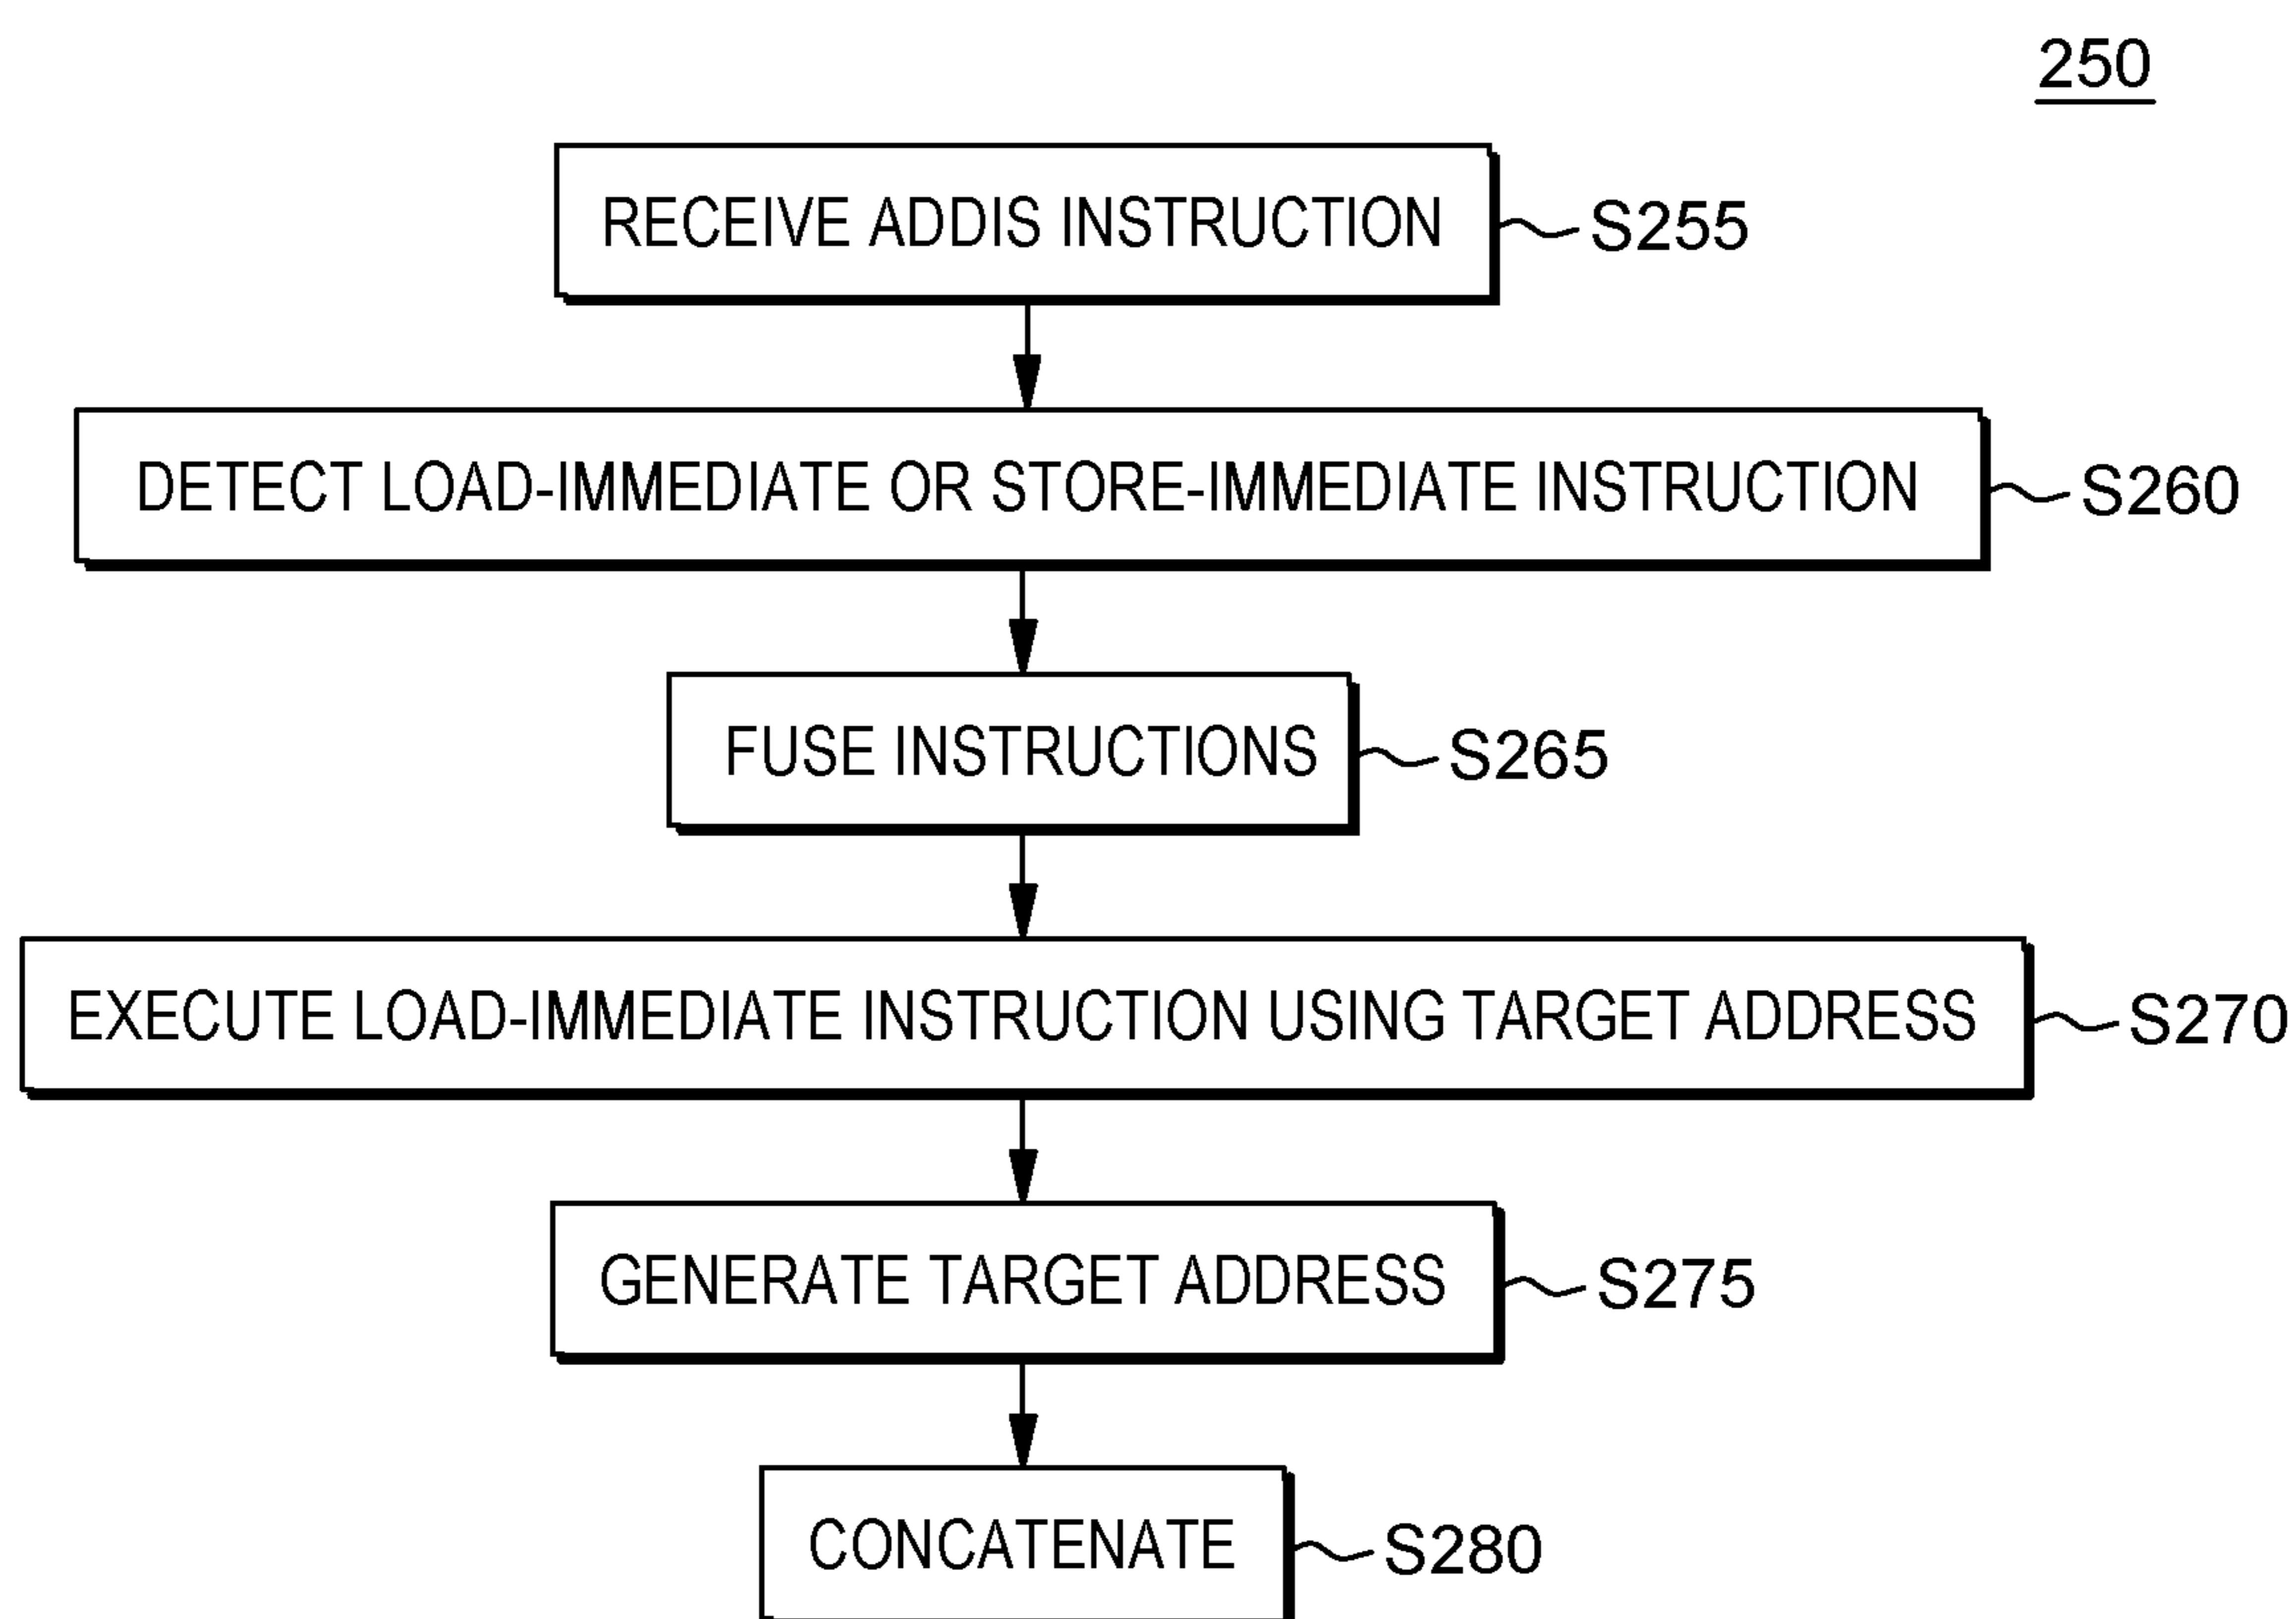 250
RECEIVE ADDIS INSTRUCTION
S255
DETECT LOAD-IMMEDIATE OR STORE-IMMEDIATE INSTRUCTION
S260
FUSE INSTRUCTIONS
S265
EXECUTE LOAD-IMMEDIATE INSTRUCTION USING TARGET ADDRESS
S270
GENERATE TARGET ADDRESS
S275
CONCATENATE
S280